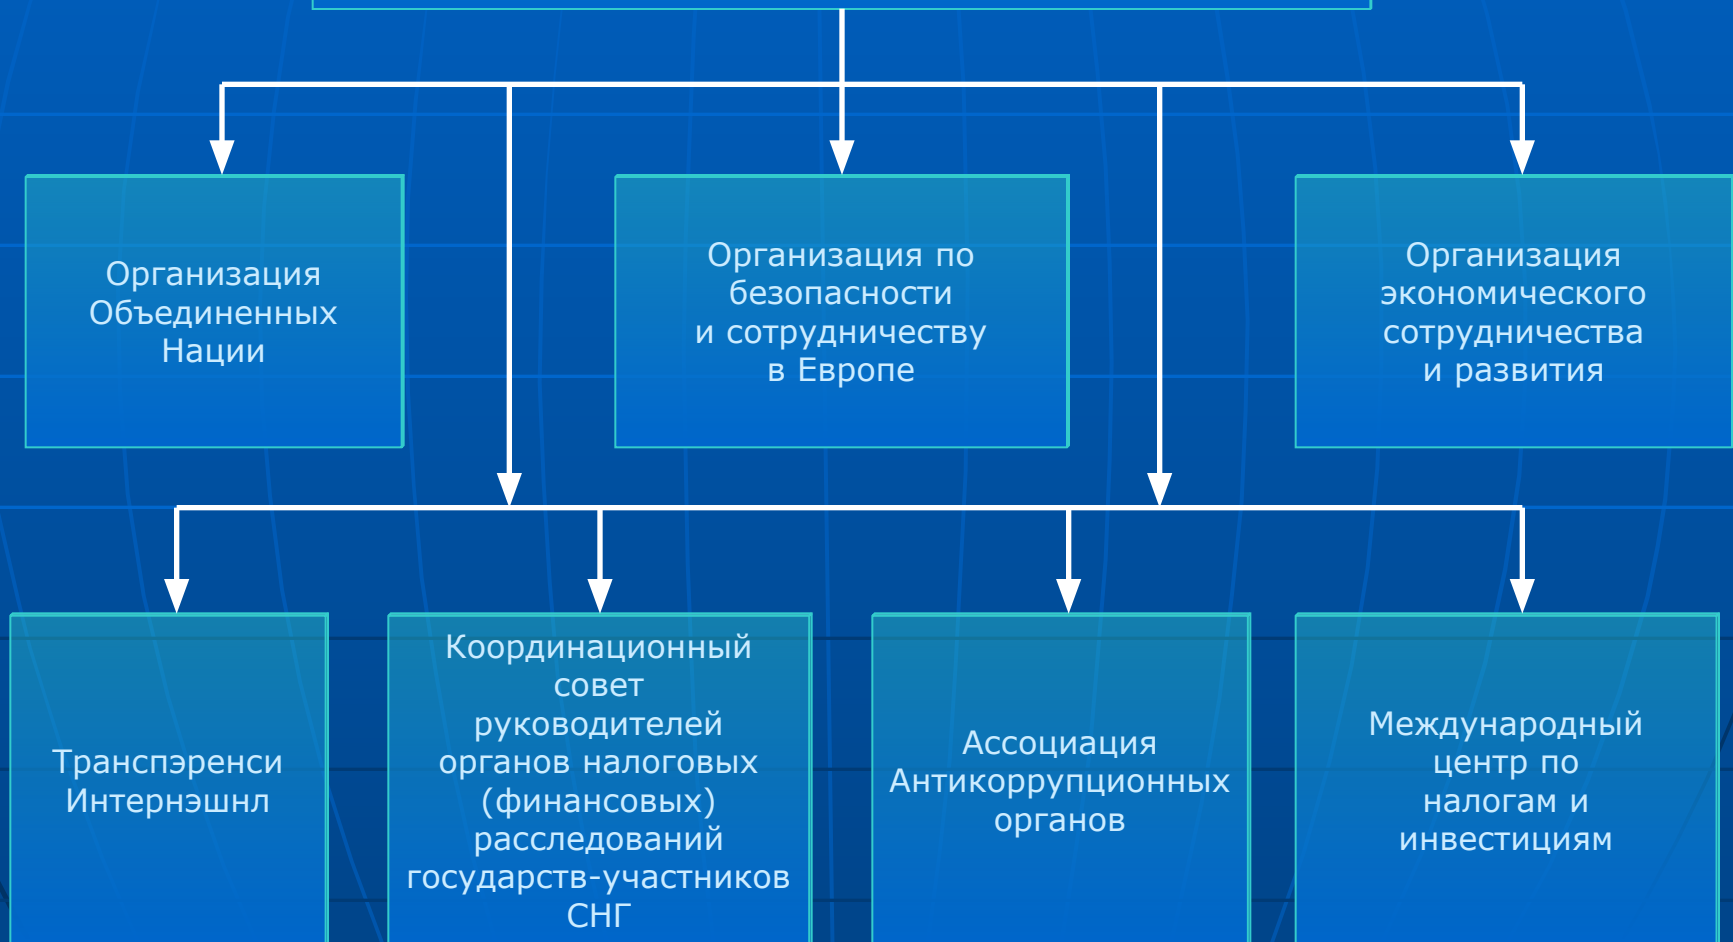 Организация
Объединенных
Нации
Организация по
безопасности
и сотрудничеству
в Европе
Организация
экономического
сотрудничества
и развития
Транспэренси
Интернэшнл
Координационный
совет
руководителей
органов налоговых
(финансовых)
расследований
государств-участников
СНГ
Ассоциация
Антикоррупционных
органов
Международный
центр по
налогам и
инвестициям